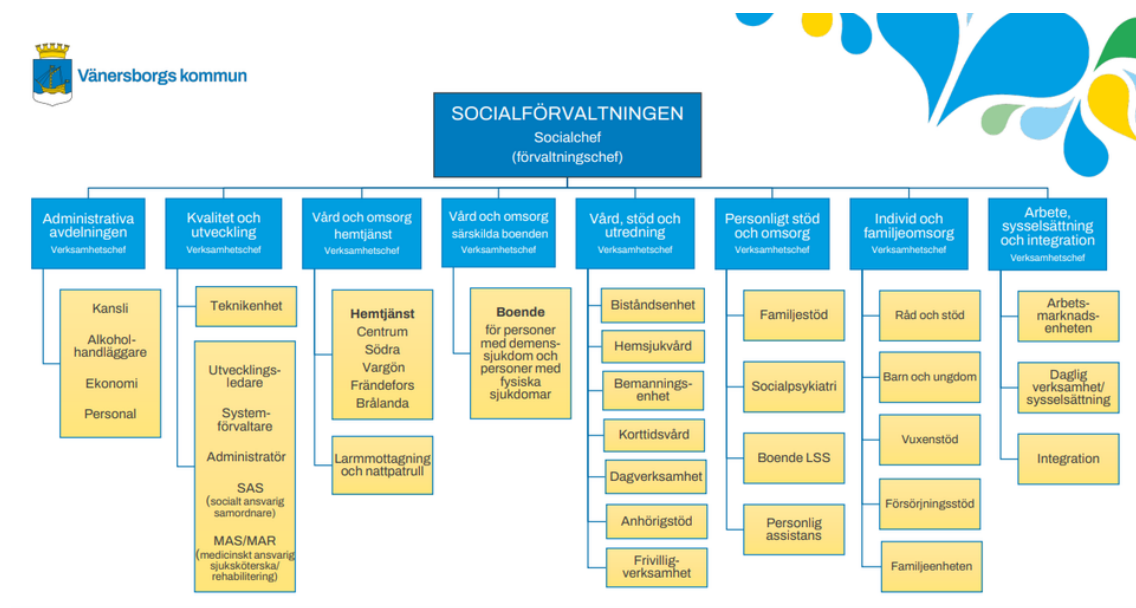 Vänersborgs kommun
SOCIALFÖRVALTNINGEN
Socialchef
(förvaltningschef)
Administrativa
avdelningen
Verksamhetschef
Kansli
Alkohol-
handläggare
Ekonomi
Personal
Kvalitet och
utveckling
Verksamhetschef
Teknikenhet
Utvecklings-
ledare
System-
förvaltare
Administratör
SAS
(socialt ansvarig
samordnare)
MAS/MAR
(medicinskt ansvarig
sjuksköterska/
rehabilitering)
Vård och omsorg
hemtjänst
Verksamhetschef
Hemtjänst
Centrum
Södra
Vargön
Frändefors
Brålanda
Larmmottagning
och nattpatrull
Vård och omsorg
särskilda boenden
Verksamhetschef
Boende
för personer
med demens-
sjukdom och
personer med
fysiska
sjukdomar
Vård, stöd och
utredning
Verksamhetschef
Biståndsenhet
Hemsjukvård
Bemannings-
enhet
Korttidsvård
Dagverksamhet
Anhörigstöd
Frivillig-
verksamhet
Personligt stöd
och omsorg
Verksamhetschef
Familjestöd
Socialpsykiatri
Boende LSS
Personlig
assistans
Individ och
familjeomsorg
Verksamhetschef
Råd och stöd
Barn och ungdom
Vuxenstöd
Försörjningsstöd
Familjeenheten
Arbete,
sysselsättning
och integration
Verksamhetschef
Arbets-
marknads-
enheten
Daglig
verksamhet/
sysselsättning
Integration